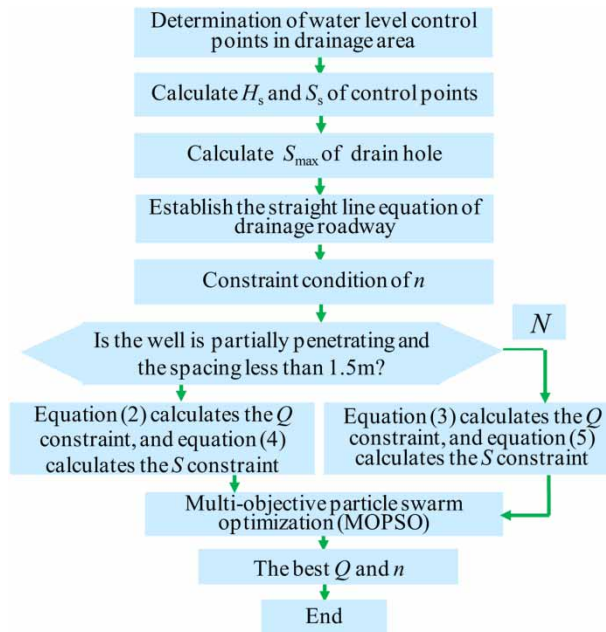 Determination of water level control
points in drainage area
Calculate Hs and Ss of control points
Calculate Smax of drain hole
Establish the straight line equation of
drainage roadway
Constraint condition of n
N
Is the well is partially penetrating and
the spacing less than 1.5m?
Equation (2) calculates the Q
constraint, and equation (4)
calculates the S constraint
Equation (3) calculates the Q
constraint, and equation (5)
calculates the S constraint
Multi-objective particle swarm
optimization (MOPSO)
The best Q and n
End